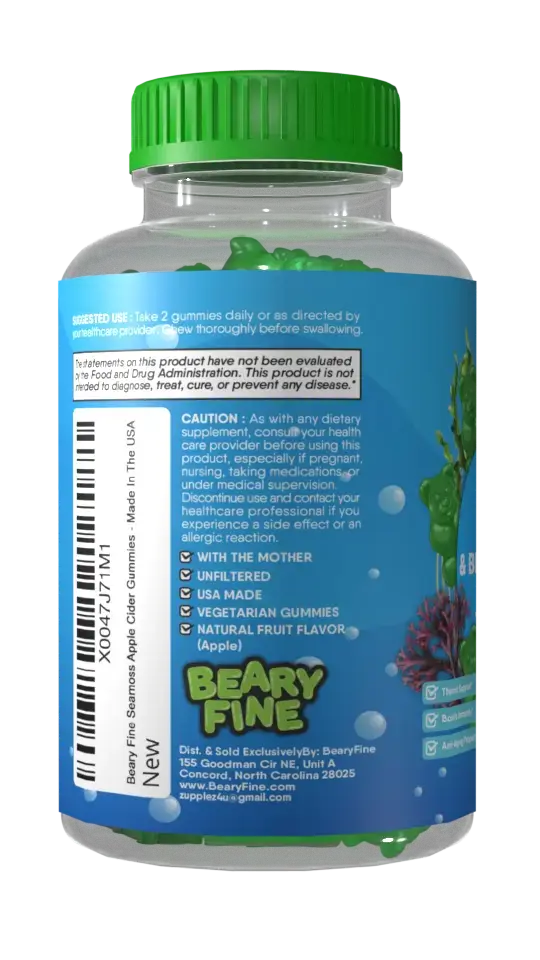 SUGGESTED USE : Take 2 gummies daily or as directed by
your healthcare provider. Chew thoroughly before swallowing.
The statements on this product have not been evaluated
by the Food and Drug Administration. This product is not
intended to diagnose, treat, cure, or prevent any disease.*
CAUTION : As with any dietary
supplement, consult your health
care provider before using this
product, especially if pregnant,
nursing, taking medications, or
under medical supervision.
Discontinue use and contact your
healthcare professional if you
experience a side effect or an
allergic reaction.
WITH THE MOTHER
UNFILTERED
USA MADE
VEGETARIAN GUMMIES
NATURAL FRUIT FLAVOR
(Apple)
BEARY
FINE
Dist. & Sold ExclusivelyBy: BearyFine
155 Goodman Cir NE, Unit A
Concord, North Carolina 28025
www.BearyFine.com
zupplez4u@gmail.com
X0047J71M1
Beary Fine Seamoss Apple Cider Gummies - Made In The USA
New
& B